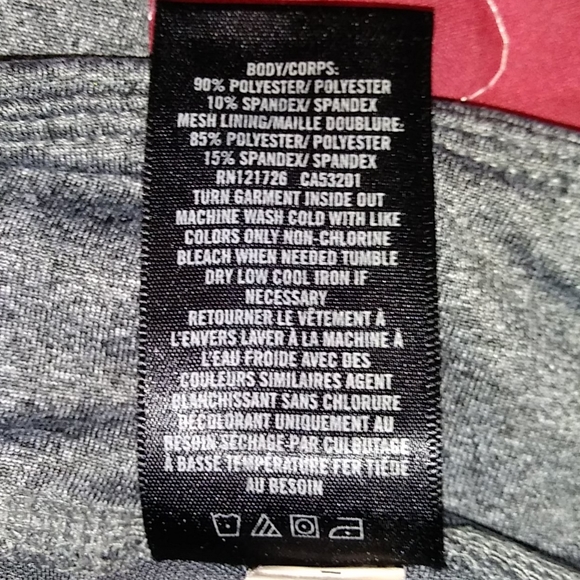 BODY/CORPS:
90% POLYESTER/ POLYESTER
10% SPANDEX/ SPANDEX
MESH LINING/MAILLE DOUBLURE:
85% POLYESTER/ POLYESTER
15% SPANDEX/ SPANDEX
RN121726 CA53201
TURN GARMENT INSIDE OUT
MACHINE WASH COLD WITH LIKE
COLORS ONLY NON-CHLORINE
BLEACH WHEN NEEDED TUMBLE
DRY LOW COOL IRON IF
NECESSARY
RETOURNER LE VÊTEMENT À
L'ENVERS LAVER À LA MACHINE À
L'EAU FROIDE AVEC DES
COULEURS SIMILAIRES AGENT
BLANCHISSANT SANS CHLORURE
DÉCOLORANT UNIQUEMENT AU
BESOIN SÉCHAGE PAR CULBUTAGE
À BASSE TEMPÉRATURE FER TIÈDE
AU BESOIN